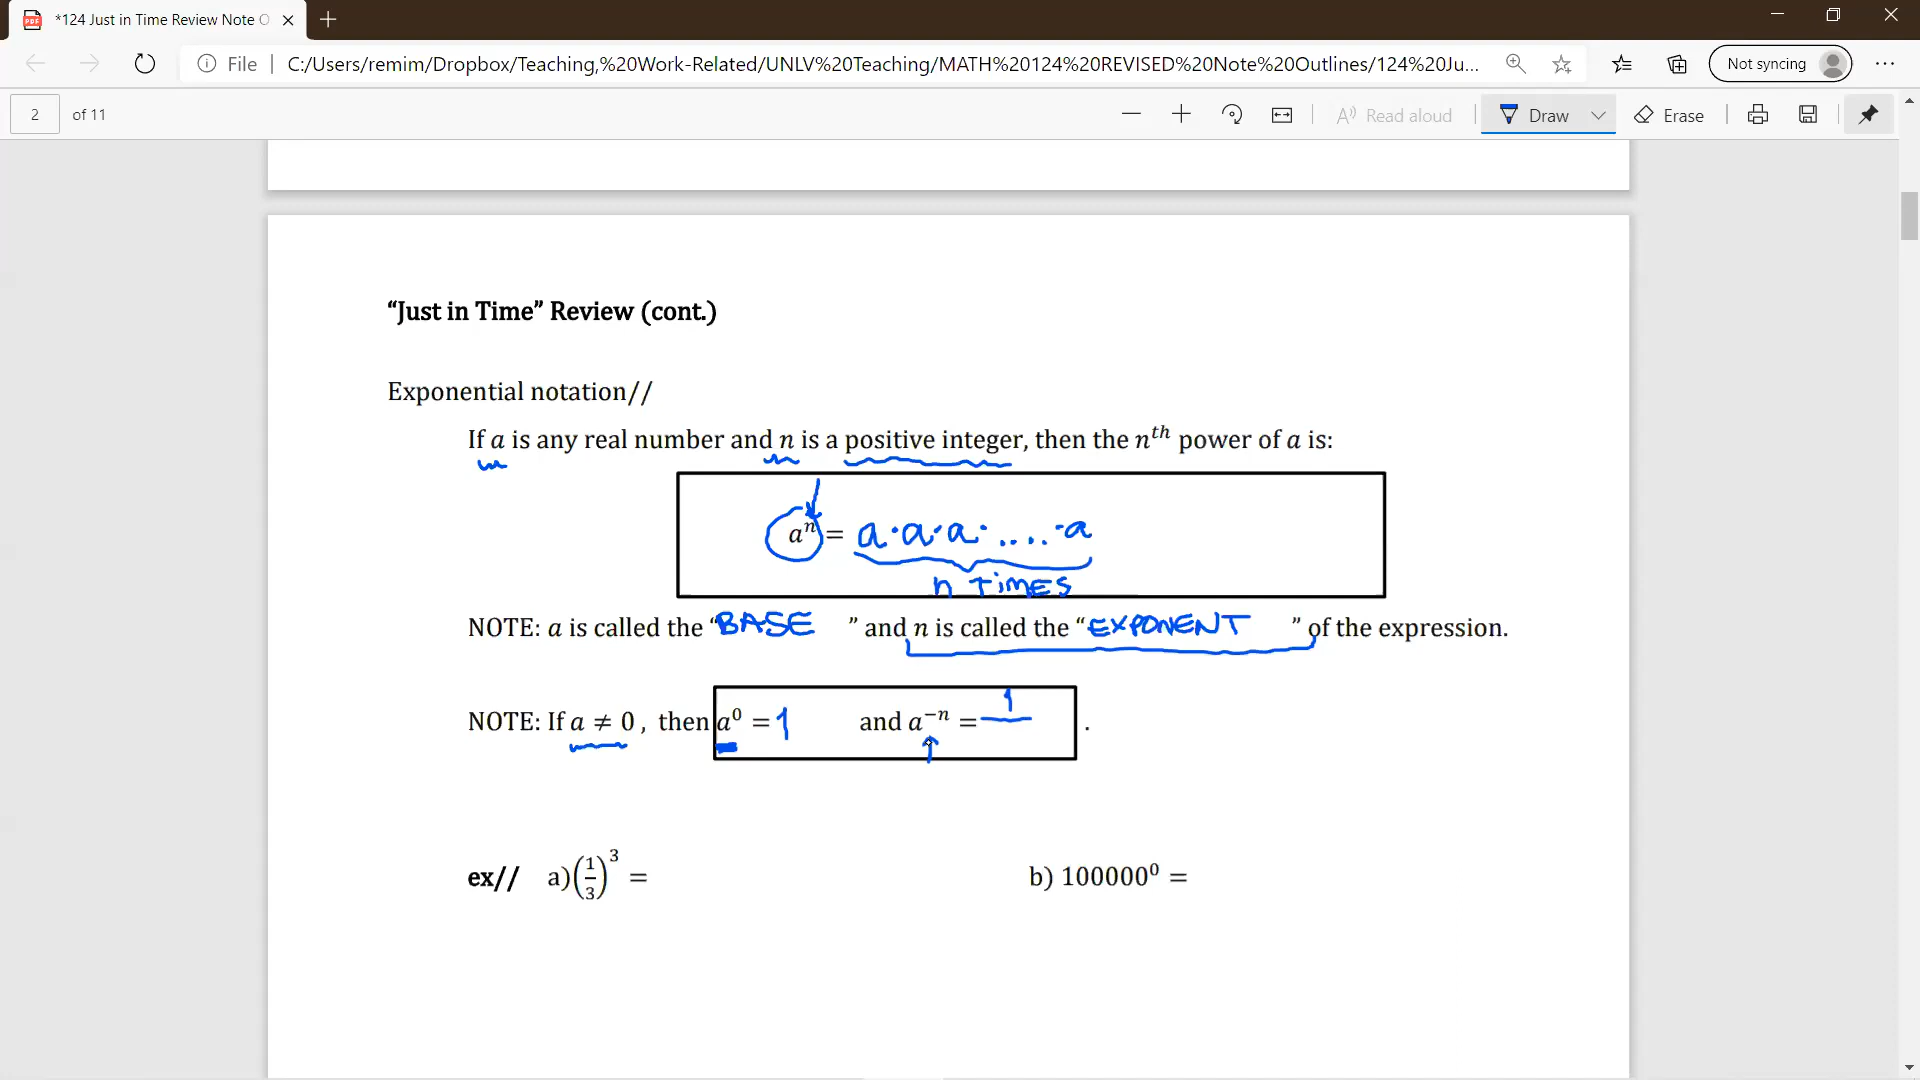 *124 Just in Time Review Note O
File | C:/Users/remim/Dropbox/Teaching,%20Work-Related/UNLV%20Teaching/MATH%20124%20REVISED%20Note%20Outlines/124%20Ju... Not syncing
2 of 11 Read aloud Draw Erase
“Just in Time” Review (cont.)
Exponential notation//
If a is any real number and n is a positive integer, then the nᵗʰ power of a is:
aⁿ = a·a·a· .... ·a
n TIMES
NOTE: a is called the “BASE ” and n is called the “EXPONENT ” of the expression.
NOTE: If a ≠ 0, then a⁰ = 1 and a⁻ⁿ = 1/ .
ex// a) (1/3)³ = b) 100000⁰ =